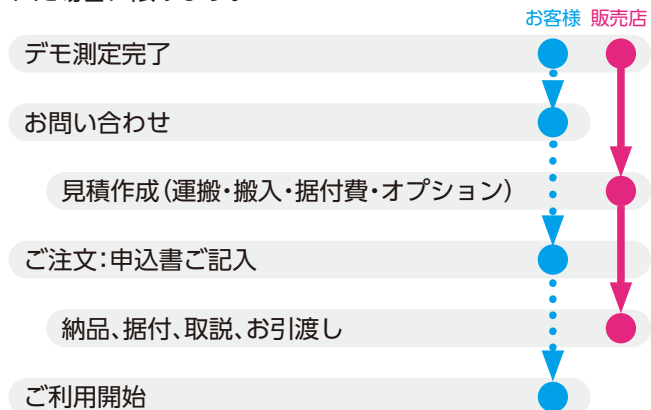 お客様 販売店
デモ測定完了
お問い合わせ
見積作成（運搬・搬入・据付費・オプション）
ご注文：申込書ご記入
納品、据付、取説、お引渡し
ご利用開始